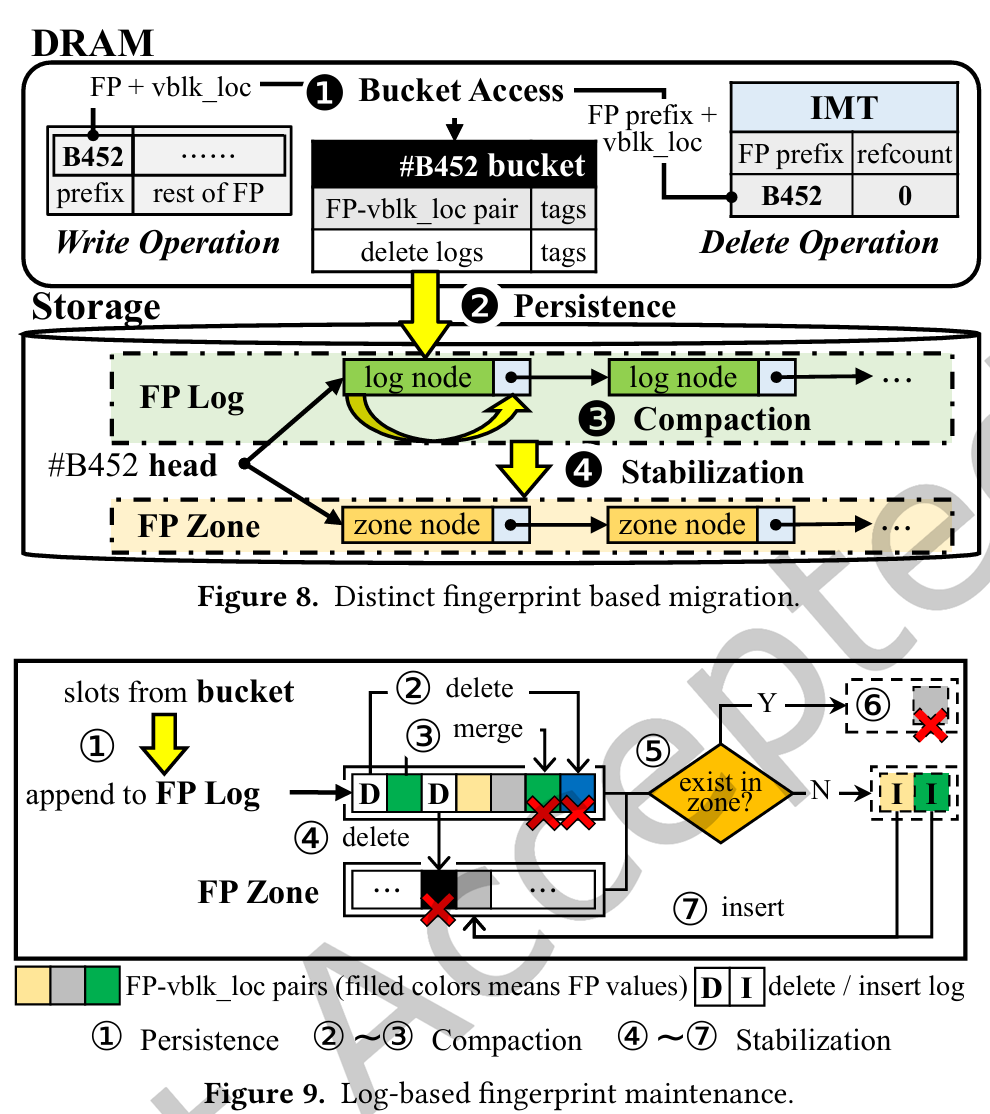 DRAM
FP + vblk_loc
❶ Bucket Access
FP prefix +
vblk_loc
IMT
FP prefix refcount
B452 0
B452 ······
prefix rest of FP
#B452 bucket
FP-vblk_loc pair tags
delete logs tags
Write Operation
Delete Operation
Storage
❷ Persistence
FP Log
log node
log node
···
❸ Compaction
#B452 head
❹ Stabilization
FP Zone
zone node
zone node
···
Figure 8. Distinct fingerprint based migration.
slots from bucket
①
append to FP Log
② delete
③ merge
D D
④ delete
FP Zone
··· ···
⑤
exist in
zone?
Y
⑥
N
I I
⑦ insert
FP-vblk_loc pairs (filled colors means FP values) D I delete / insert log
① Persistence ②~③ Compaction ④~⑦ Stabilization
Figure 9. Log-based fingerprint maintenance.
Accepted